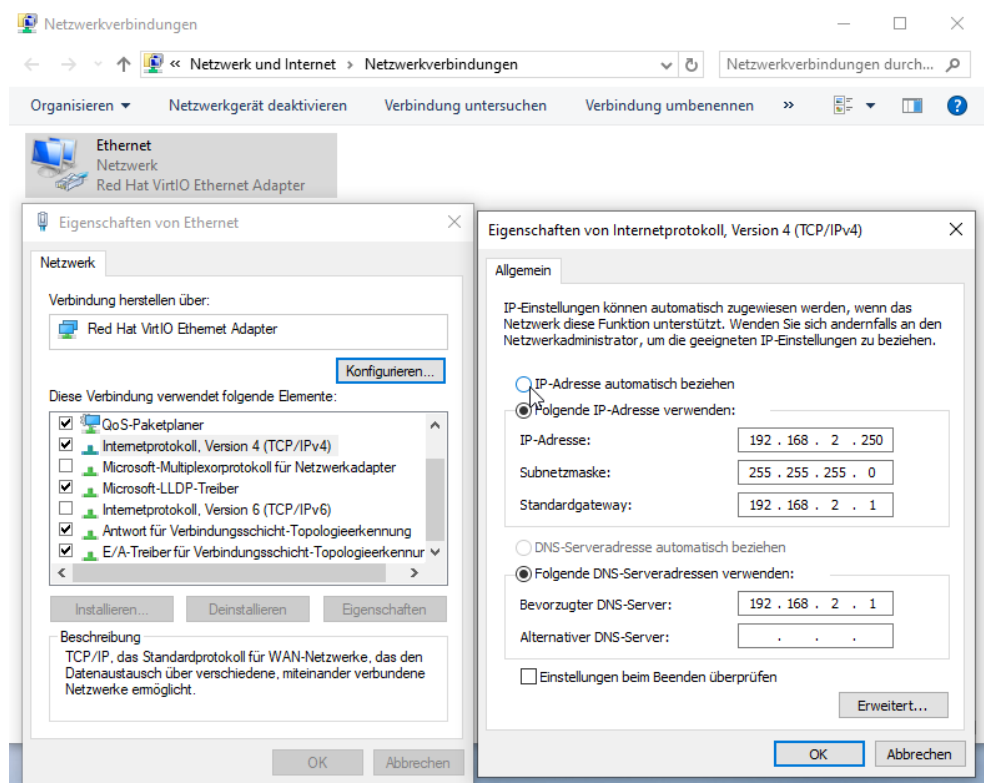 Netzwerkverbindungen
« Netzwerk und Internet > Netzwerkverbindungen
Netzwerkverbindungen durch...
Organisieren Netzwerkgerät deaktivieren Verbindung untersuchen Verbindung umbenennen »
?
Ethernet
Netzwerk
Red Hat VirtIO Ethernet Adapter
Eigenschaften von Ethernet
Netzwerk
Verbindung herstellen über:
Red Hat VirtIO Ethernet Adapter
Konfigurieren...
Diese Verbindung verwendet folgende Elemente:
QoS-Paketplaner
Internetprotokoll, Version 4 (TCP/IPv4)
Microsoft-Multiplexorprotokoll für Netzwerkadapter
Microsoft-LLDP-Treiber
Internetprotokoll, Version 6 (TCP/IPv6)
Antwort für Verbindungsschicht-Topologieerkennung
E/A-Treiber für Verbindungsschicht-Topologieerkennur
Installieren... Deinstallieren Eigenschaften
Beschreibung
TCP/IP, das Standardprotokoll für WAN-Netzwerke, das den
Datenaustausch über verschiedene, miteinander verbundene
Netzwerke ermöglicht.
OK Abbrechen
Eigenschaften von Internetprotokoll, Version 4 (TCP/IPv4)
Allgemein
IP-Einstellungen können automatisch zugewiesen werden, wenn das
Netzwerk diese Funktion unterstützt. Wenden Sie sich andernfalls an den
Netzwerkadministrator, um die geeigneten IP-Einstellungen zu beziehen.
IP-Adresse automatisch beziehen
Folgende IP-Adresse verwenden:
IP-Adresse: 192 . 168 . 2 . 250
Subnetzmaske: 255 . 255 . 255 . 0
Standardgateway: 192 . 168 . 2 . 1
DNS-Serveradresse automatisch beziehen
Folgende DNS-Serveradressen verwenden:
Bevorzugter DNS-Server: 192 . 168 . 2 . 1
Alternativer DNS-Server: . . .
Einstellungen beim Beenden überprüfen
Erweitert...
OK Abbrechen